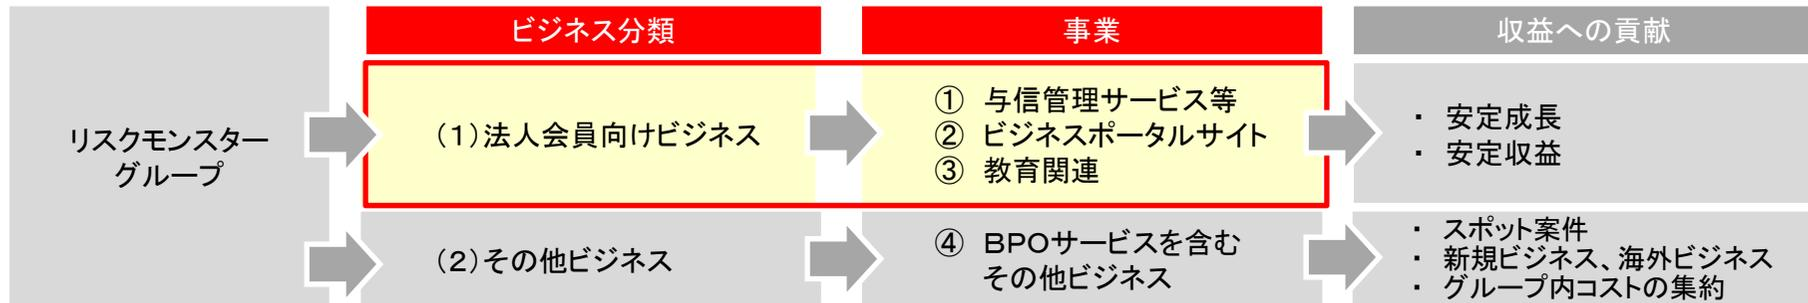 ビジネス分類
事業
収益への貢献
リスクモンスター
グループ
(1)法人会員向けビジネス
① 与信管理サービス等
② ビジネスポータルサイト
③ 教育関連
・ 安定成長
・ 安定収益
(2)その他ビジネス
④ BPOサービスを含む
その他ビジネス
・ スポット案件
・ 新規ビジネス、海外ビジネス
・ グループ内コストの集約